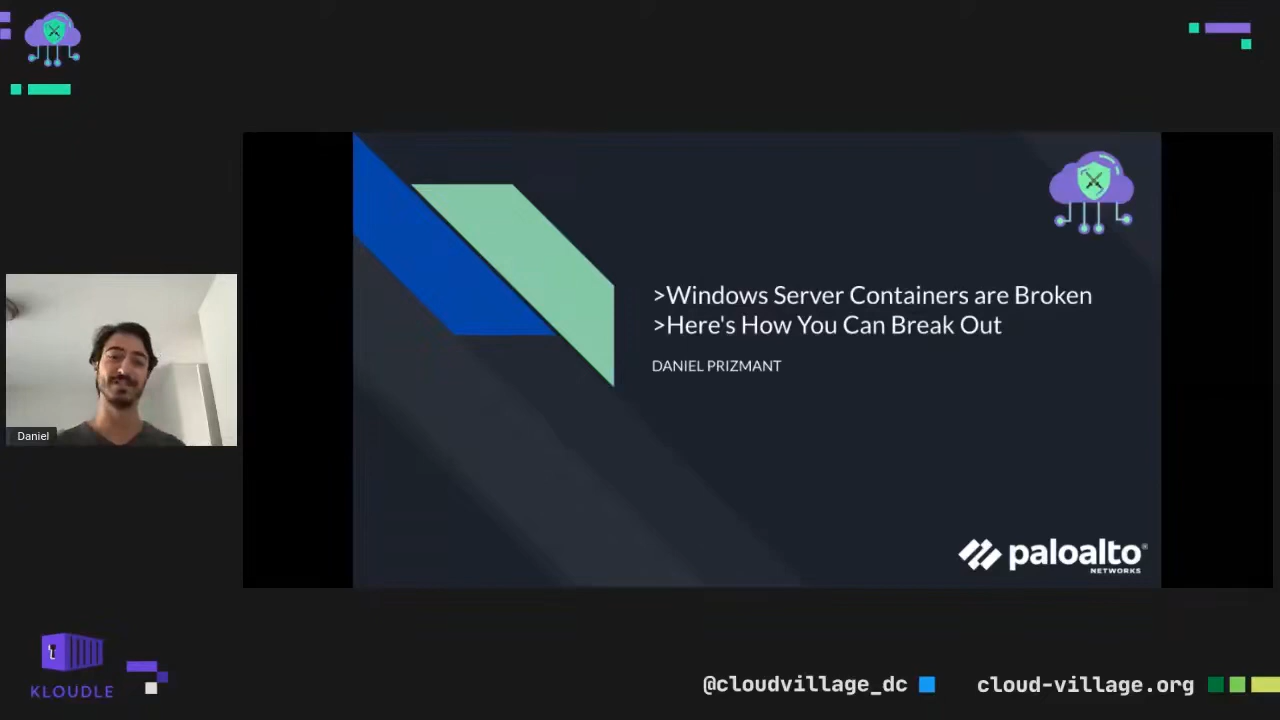 >Windows Server Containers are Broken
>Here's How You Can Break Out
DANIEL PRIZMANT
Daniel
paloalto®
NETWORKS
KLOUDLE
@cloudvillage_dc
cloud-village.org